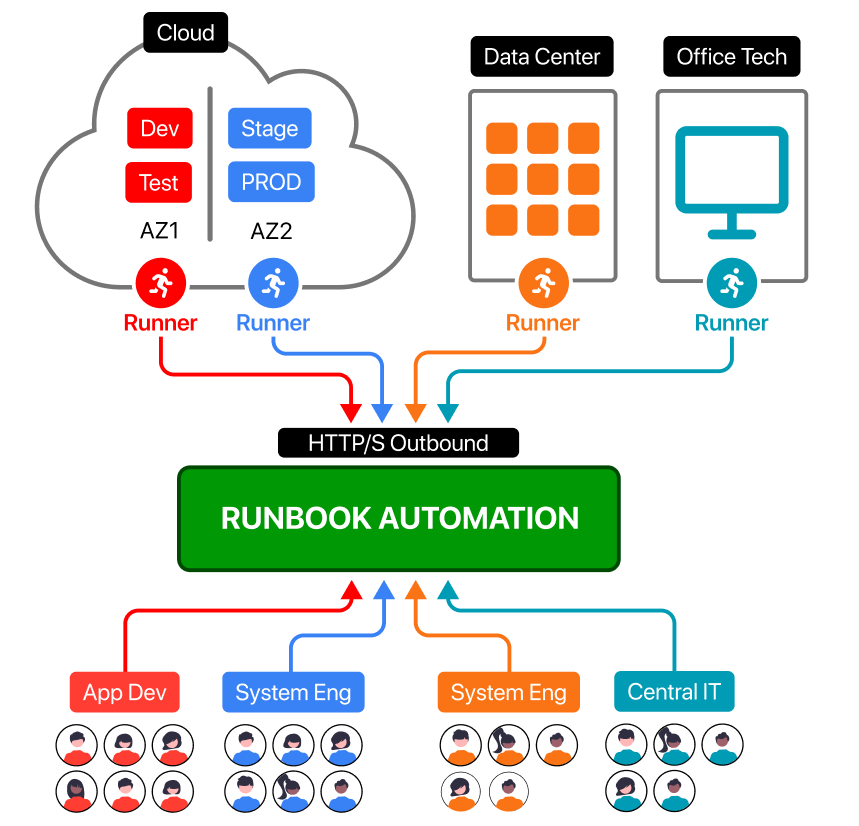 Cloud
Data Center
Office Tech
Dev
Stage
Test
PROD
AZ1
AZ2
Runner
Runner
Runner
Runner
HTTP/S Outbound
RUNBOOK AUTOMATION
App Dev
System Eng
System Eng
Central IT